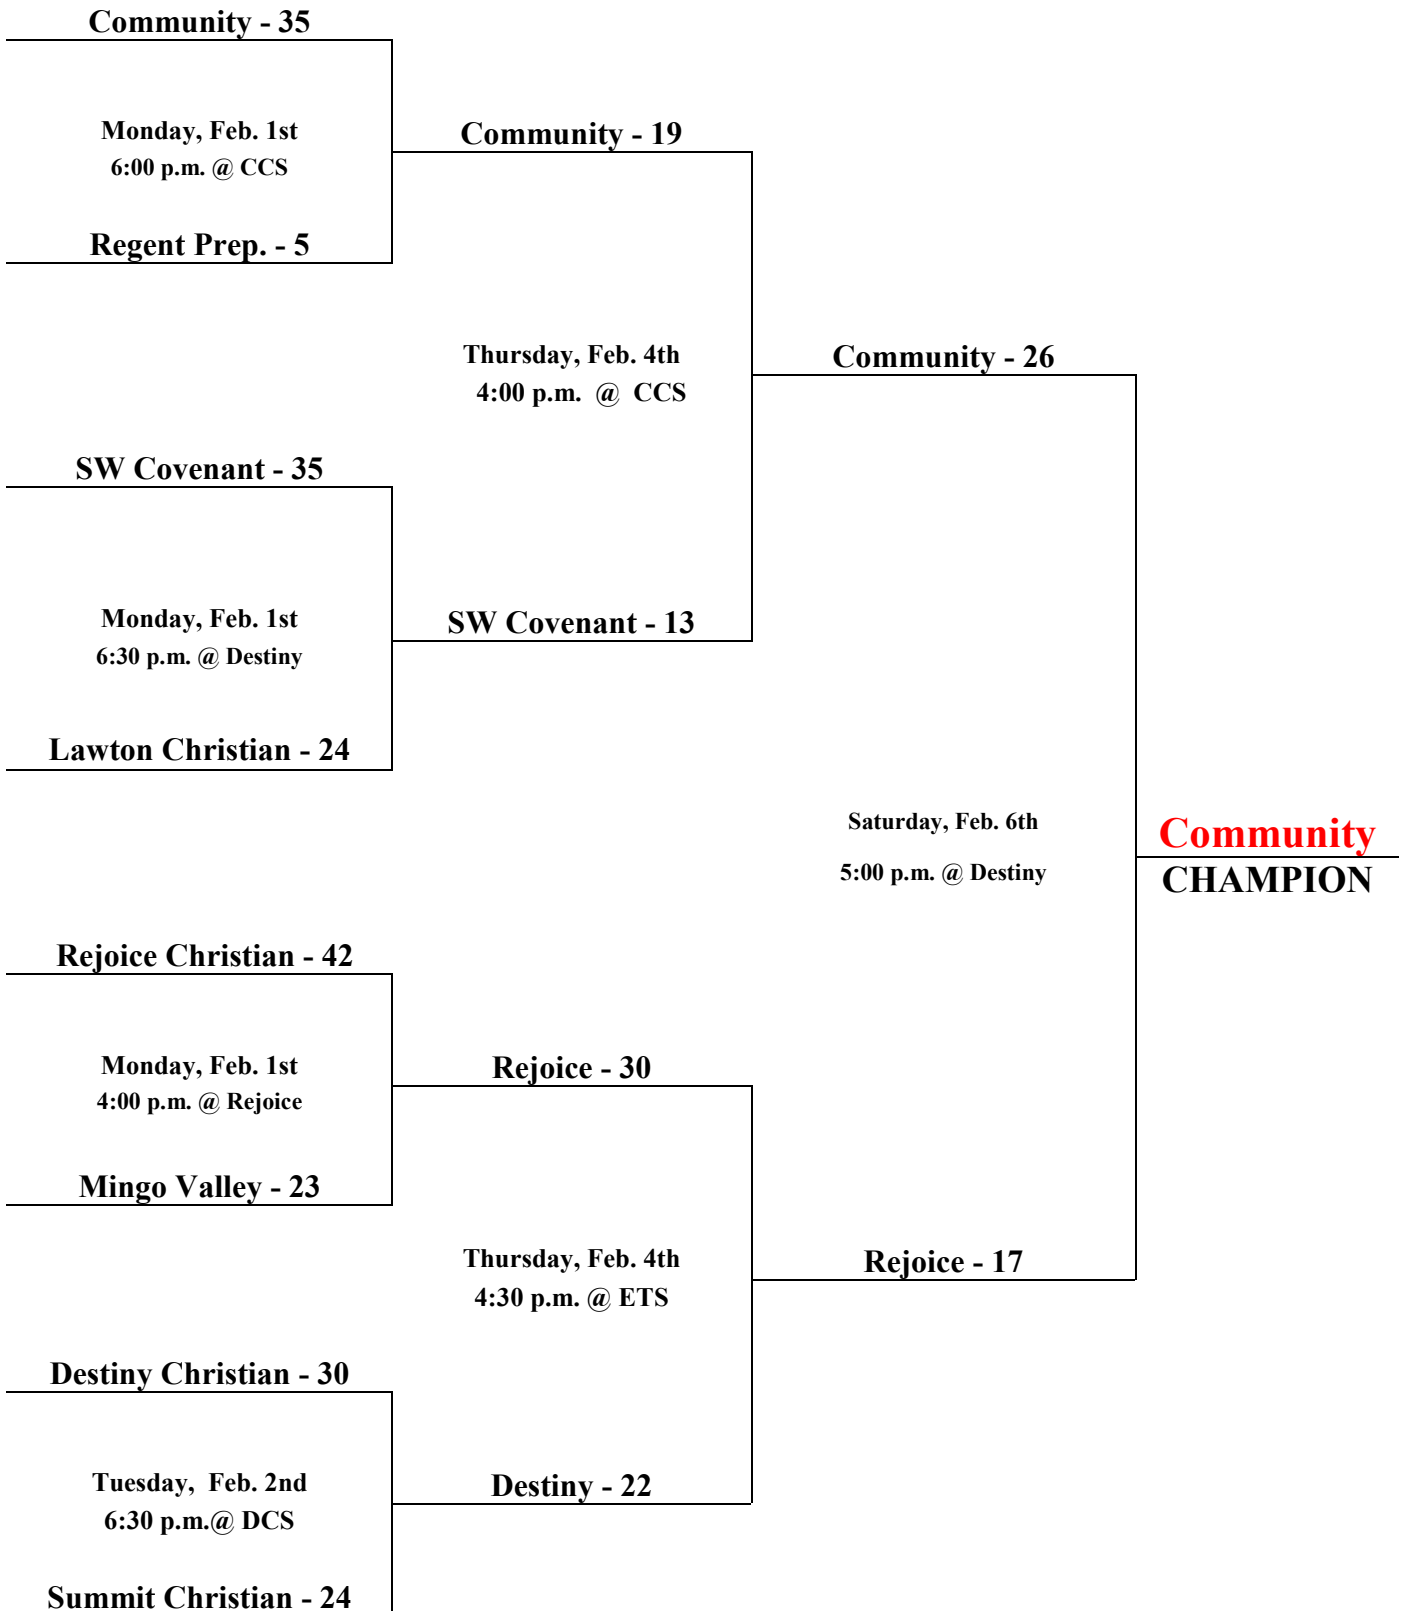 Community - 35
Monday, Feb. 1st
6:00 p.m. @ CCS
Regent Prep. - 5
Community - 19
Thursday, Feb. 4th
4:00 p.m.  @  CCS
SW Covenant - 35
Monday, Feb. 1st
6:30 p.m. @ Destiny
Lawton Christian - 24
SW Covenant - 13
Community - 26
Saturday, Feb. 6th
5:00 p.m. @ Destiny
Community
CHAMPION
Rejoice Christian - 42
Monday, Feb. 1st
4:00 p.m. @ Rejoice
Mingo Valley - 23
Rejoice - 30
Thursday, Feb. 4th
4:30 p.m. @ ETS
Rejoice - 17
Destiny Christian - 30
Tuesday,  Feb. 2nd
6:30 p.m.@ DCS
Summit Christian - 24
Destiny - 22